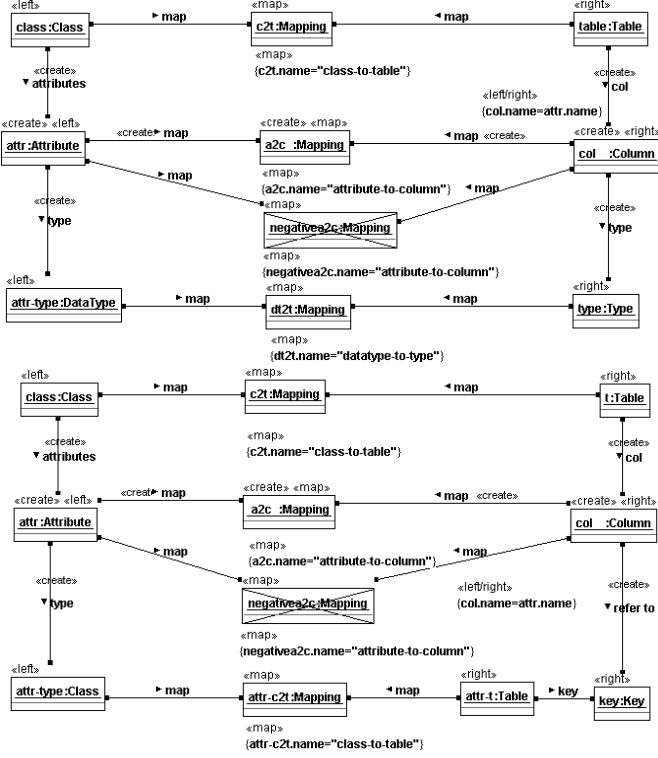 «left» «map» «right»
class:Class ► map c2t:Mapping ◄ map table:Table
«map»
{c2t.name="class-to-table"}
«create» «create»
▼ attributes ▼ col
«left/right»
{col.name=attr.name}
«create» «left» «create» «map» «create» «right»
attr:Attribute «create» ► map a2c :Mapping ◄ map «create» col :Column
«map»
► map {a2c.name="attribute-to-column"} ◄ map
«map»
«create» negativea2c:Mapping «create»
▼ type ▼ type
«map»
{negativea2c.name="attribute-to-column"}
«left» «map» «right»
attr-type:DataType ► map dt2t:Mapping ◄ map type:Type
«map»
{dt2t.name="datatype-to-type"}
«left» «map» «right»
class:Class ► map c2t:Mapping ◄ map t:Table
«map»
{c2t.name="class-to-table"}
«create» «create»
▼ attributes ▼ col
«create» «left» «create» ► map «create» «map» ◄ map «create» «create» «right»
attr:Attribute a2c :Mapping col :Column
«map»
► map {a2c.name="attribute-to-column"} ◄ map
«map» «left/right»
{col.name=attr.name}
«create» negativea2c:Mapping «create»
▼ type ▼ refer to
«map»
{negativea2c.name="attribute-to-column"}
«left» «map» «right» «right»
attr-type:Class ► map attr-c2t:Mapping ◄ map attr-t:Table ► key key:Key
«map»
{attr-c2t.name="class-to-table"}